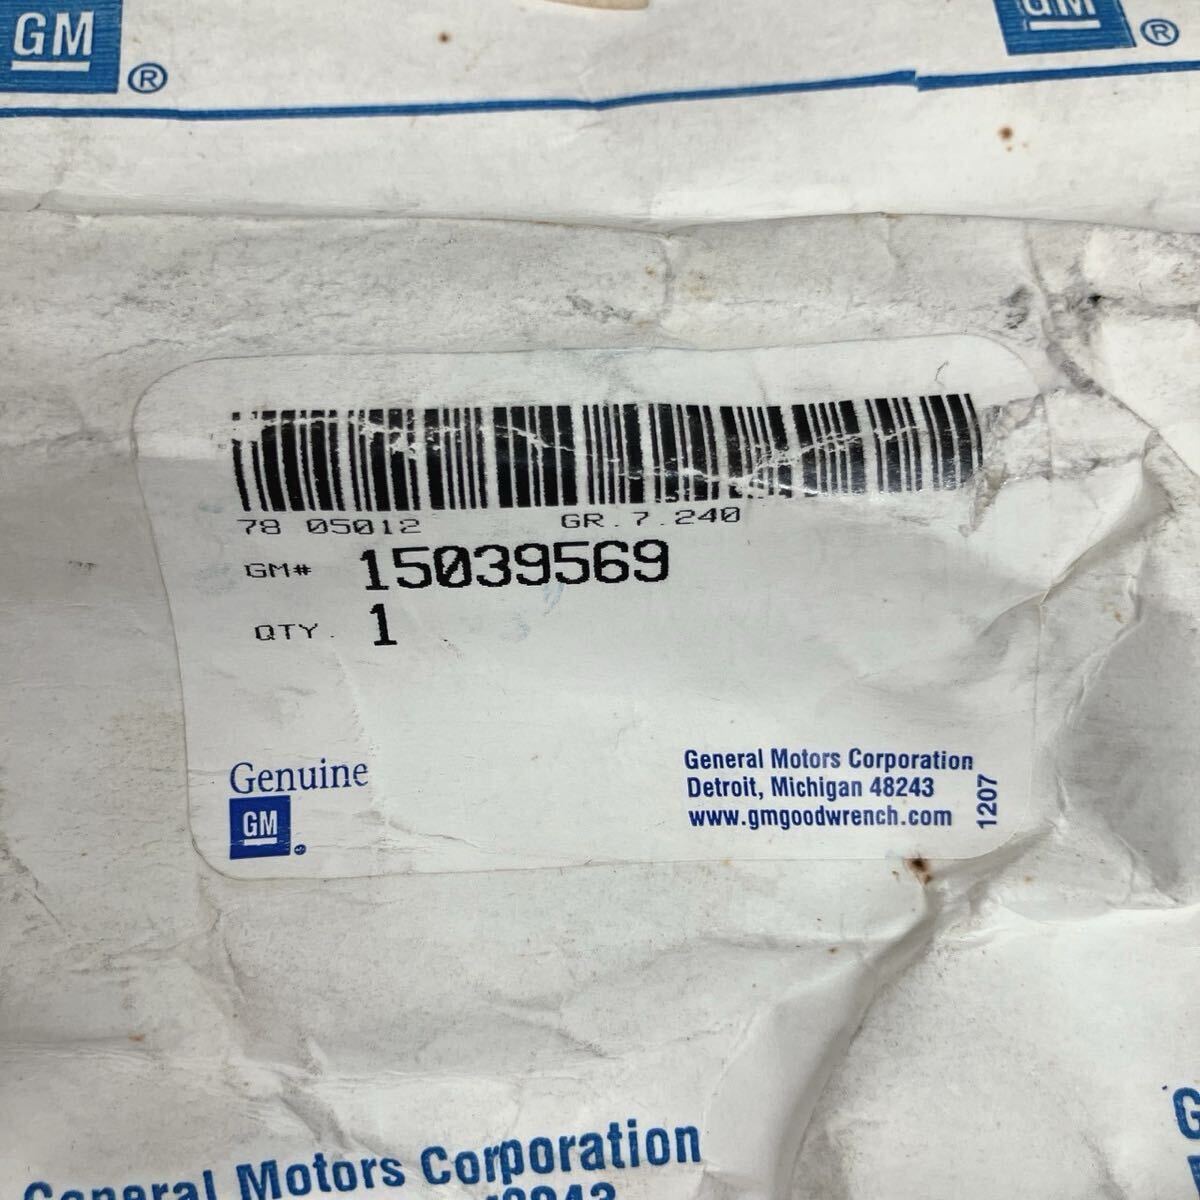 GM ®
GM ®
78 05012 GR.7.240
GM# 15039569
QTY. 1
Genuine
GM
General Motors Corporation
Detroit, Michigan 48243
www.gmgoodwrench.com
1207
General Motors Corporation
48243
G